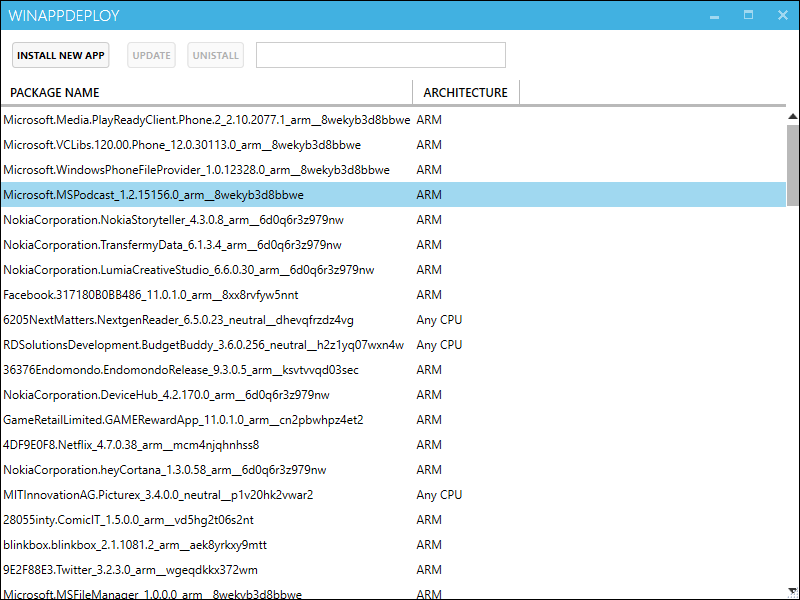 WINAPPDEPLOY
INSTALL NEW APP UPDATE UNISTALL
PACKAGE NAME ARCHITECTURE
Microsoft.Media.PlayReadyClient.Phone.2_2.10.2077.1_arm__8wekyb3d8bbwe ARM
Microsoft.VCLibs.120.00.Phone_12.0.30113.0_arm__8wekyb3d8bbwe ARM
Microsoft.WindowsPhoneFileProvider_1.0.12328.0_arm__8wekyb3d8bbwe ARM
Microsoft.MSPodcast_1.2.15156.0_arm__8wekyb3d8bbwe ARM
NokiaCorporation.NokiaStoryteller_4.3.0.8_arm__6d0q6r3z979nw ARM
NokiaCorporation.TransfermyData_6.1.3.4_arm__6d0q6r3z979nw ARM
NokiaCorporation.LumiaCreativeStudio_6.6.0.30_arm__6d0q6r3z979nw ARM
Facebook.317180B0BB486_11.0.1.0_arm__8xx8rvfyw5nnt ARM
6205NextMatters.NextgenReader_6.5.0.23_neutral__dhevqfrzdz4vg Any CPU
RDSolutionsDevelopment.BudgetBuddy_3.6.0.256_neutral__h2z1yq07wxn4w Any CPU
36376Endomondo.EndomondoRelease_9.3.0.5_arm__ksvtvvqd03sec ARM
NokiaCorporation.DeviceHub_4.2.170.0_arm__6d0q6r3z979nw ARM
GameRetailLimited.GAMERewardApp_11.0.1.0_arm__cn2pbwhpz4et2 ARM
4DF9E0F8.Netflix_4.7.0.38_arm__mcm4njqhnhss8 ARM
NokiaCorporation.heyCortana_1.3.0.58_arm__6d0q6r3z979nw ARM
MITInnovationAG.Picturex_3.4.0.0_neutral__p1v20hk2vwar2 Any CPU
28055inty.ComicIT_1.5.0.0_arm__vd5hg2t06s2nt ARM
blinkbox.blinkbox_2.1.1081.2_arm__aek8yrkxy9mtt ARM
9E2F88E3.Twitter_3.2.3.0_arm__wgeqdkkx372wm ARM
Microsoft.MSFileManager_1.0.0.0_arm__8wekyb3d8bbwe ARM